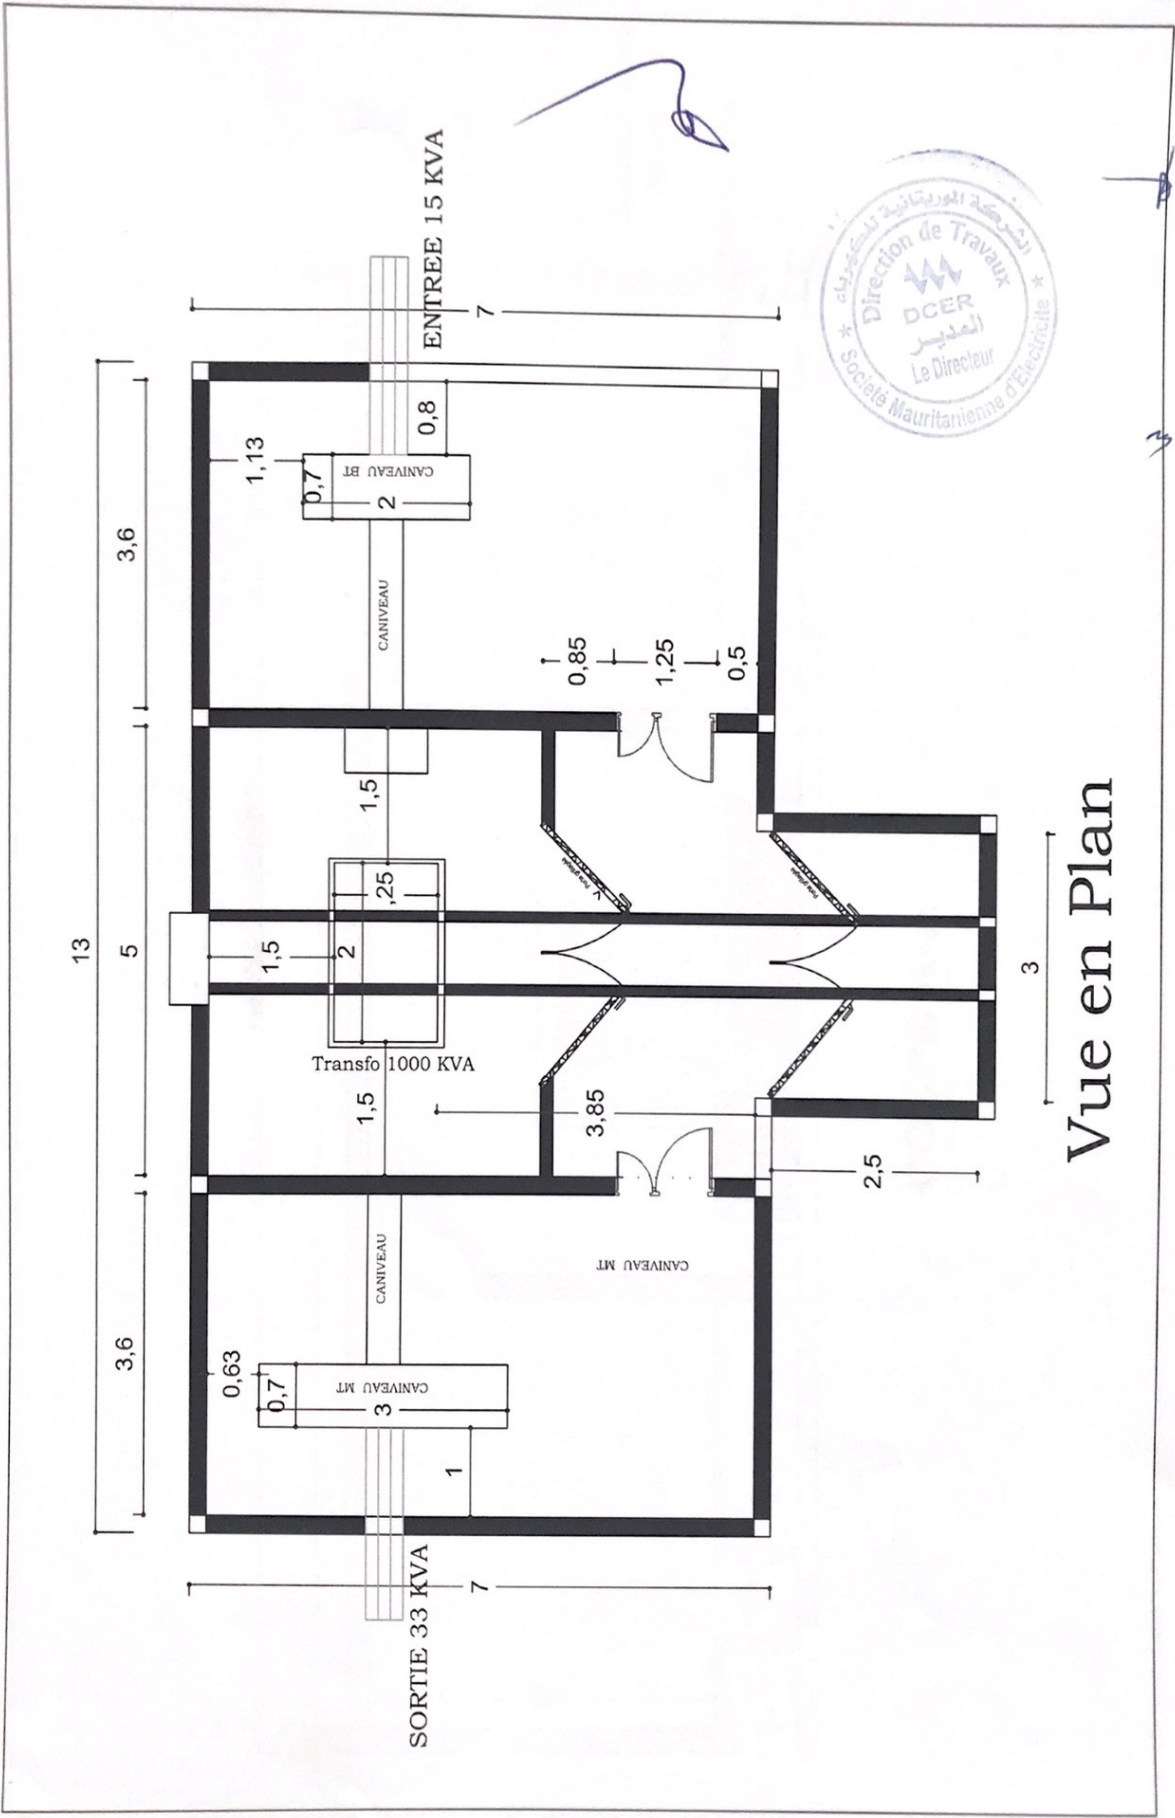 13
3,6
5
3,6
SORTIE 33 KVA
7
0,63
0,7
3
CANIVEAU MT
1
CANIVEAU
CANIVEAU MT
1,5
Transfo 1000 KVA
1,5
2
,25
1,5
3,85
2,5
3
0,85
1,25
0,5
CANIVEAU
1,13
0,7
2
CANIVEAU BT
0,8
ENTREE 15 KVA
7
Vue en Plan
الشركة الموريتانية للكهرباء
Direction de Travaux
DCER
المدير
Le Directeur
Société Mauritanienne d'Electricité